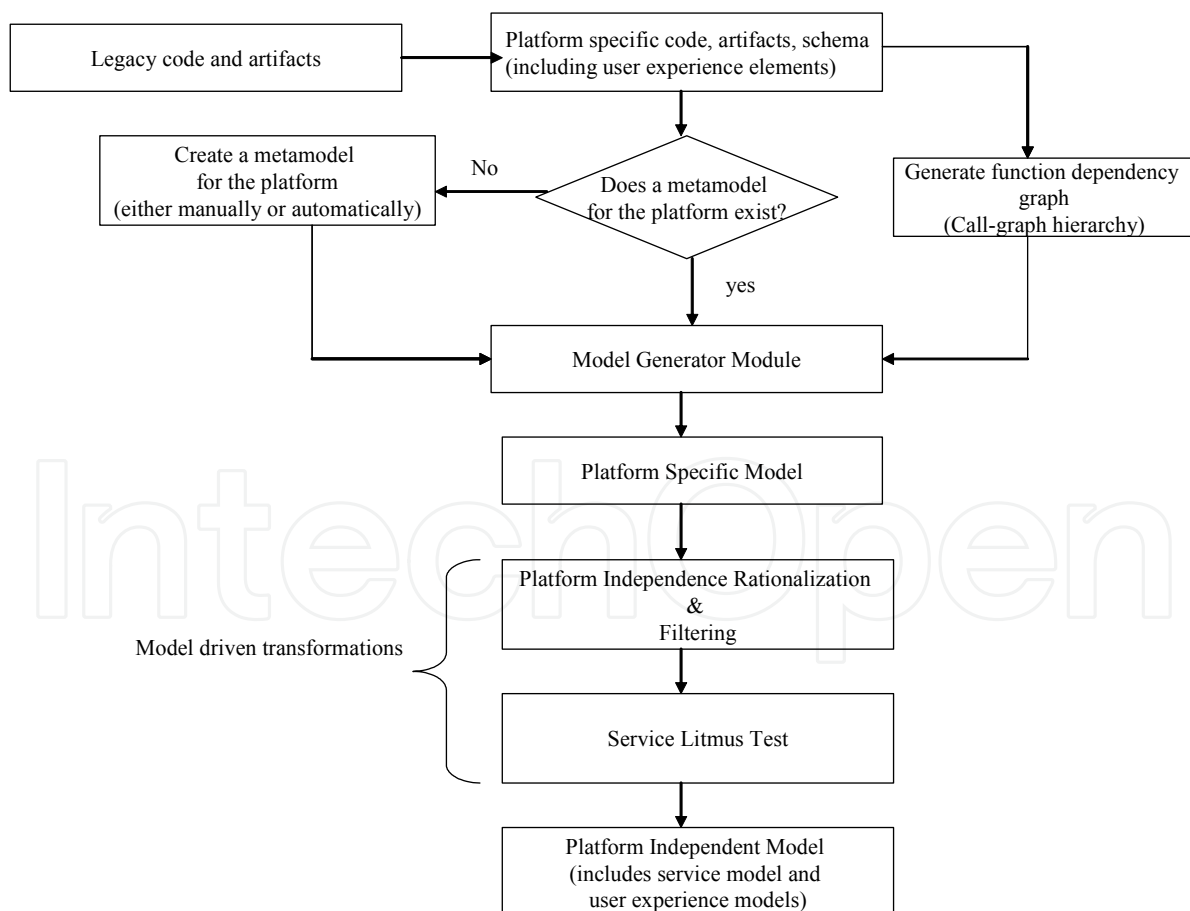 Legacy code and artifacts
Platform specific code, artifacts, schema
(including user experience elements)
Create a metamodel
for the platform
(either manually or automatically)
No
Does a metamodel
for the platform exist?
Generate function dependency
graph
(Call-graph hierarchy)
yes
Model Generator Module
Platform Specific Model
IntechOpen
Platform Independence Rationalization
&
Filtering
Model driven transformations
Service Litmus Test
Platform Independent Model
(includes service model and
user experience models)